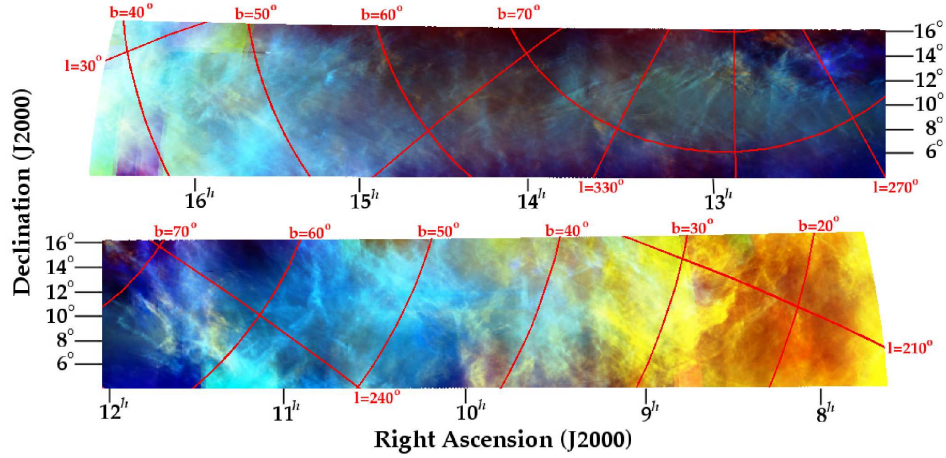 b=40° b=50° b=60° b=70°
l=30°
16°
14°
12°
10°
8°
6°
16ʰ 15ʰ 14ʰ l=330° 13ʰ l=270°
Declination (J2000)
b=70° b=60° b=50° b=40° b=30° b=20°
16°
14°
12°
10°
8°
6°
l=210°
12ʰ 11ʰ l=240° 10ʰ 9ʰ 8ʰ
Right Ascension (J2000)